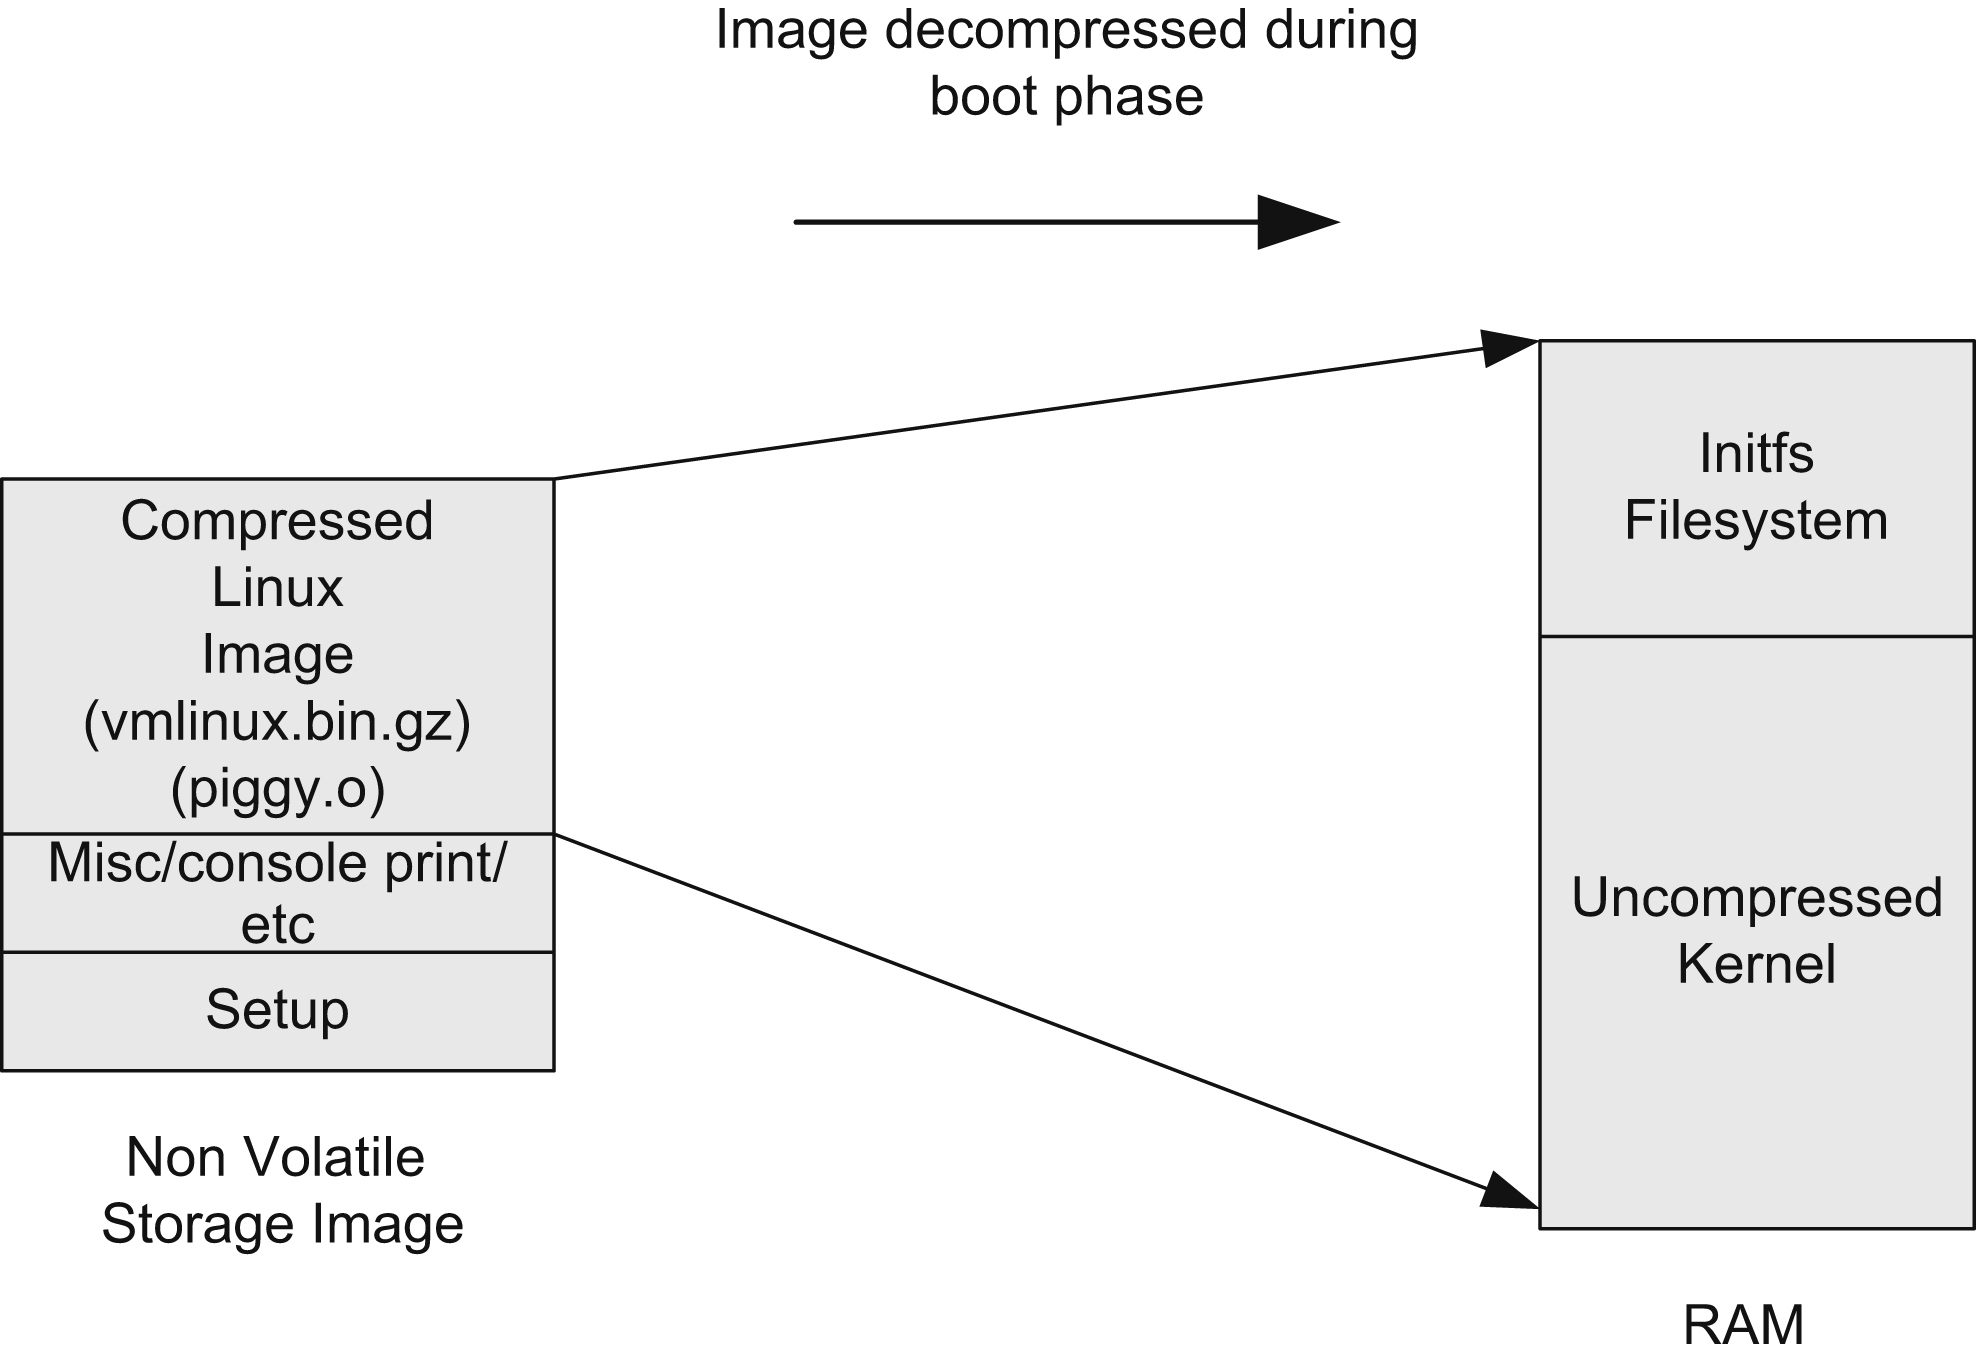 Image decompressed during
boot phase
Compressed
Linux
Image
(vmlinux.bin.gz)
(piggy.o)
Misc/console print/
etc
Setup
Non Volatile
Storage Image
Initfs
Filesystem
Uncompressed
Kernel
RAM